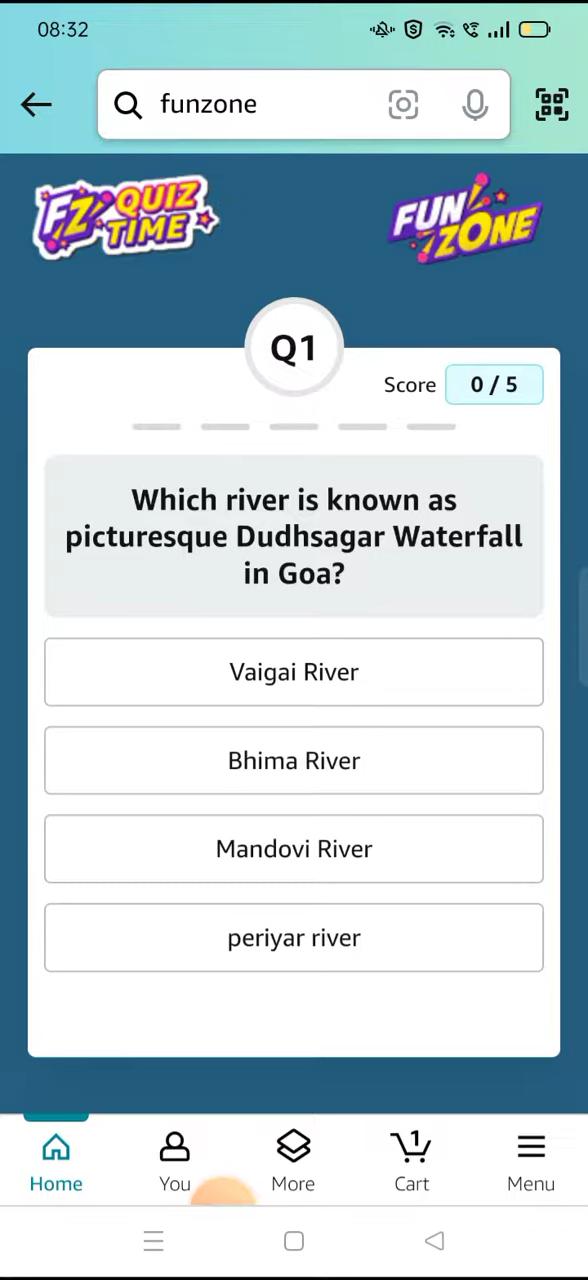 08:32
funzone
FZ QUIZ
TIME
FUN
ZONE
Q1
Score 0 / 5
Which river is known as
picturesque Dudhsagar Waterfall
in Goa?
Vaigai River
Bhima River
Mandovi River
periyar river
1
Home You More Cart Menu